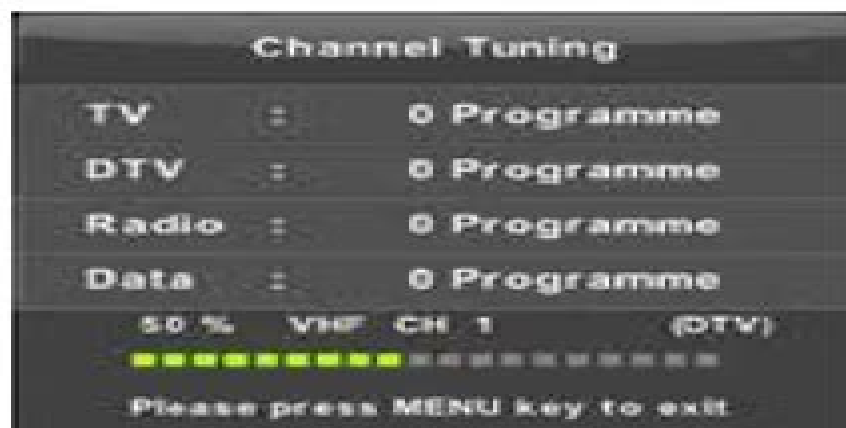 Channel Tuning
TV : 0 Programme
DTV : 0 Programme
Radio : 0 Programme
Data : 0 Programme
50 % VHF CH 1 (DTV)
Please press MENU key to exit